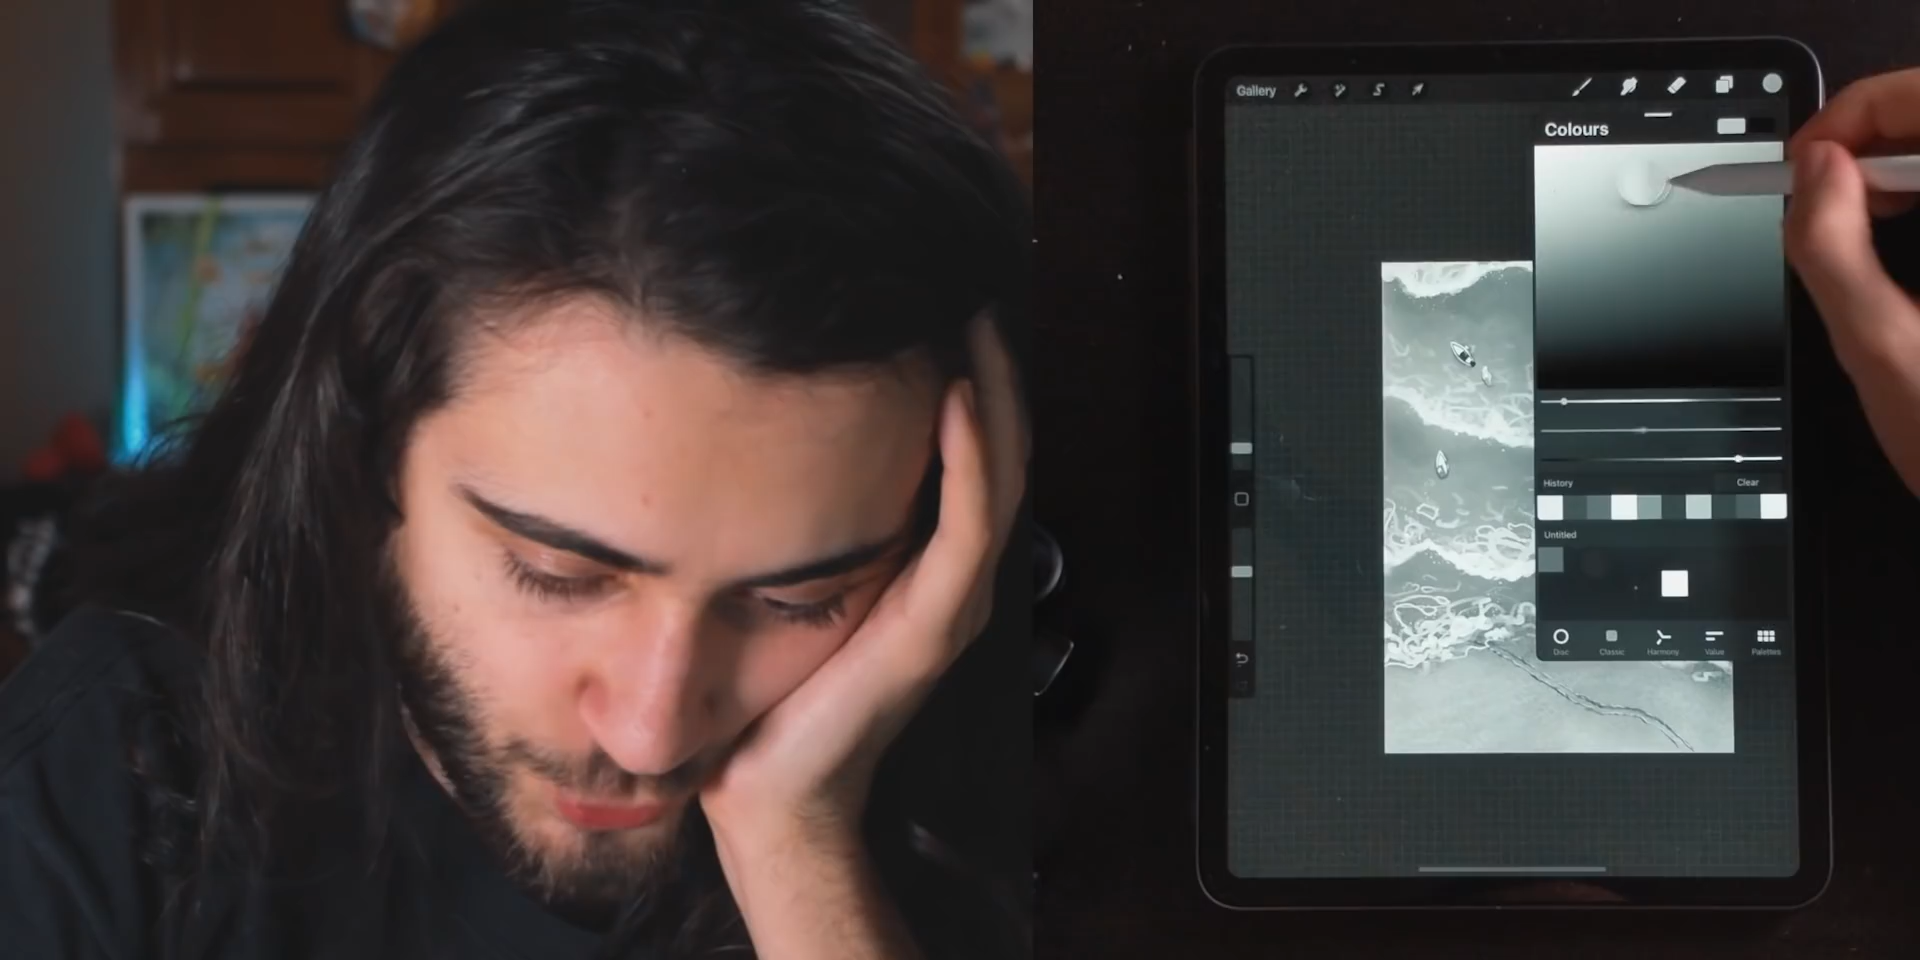 Gallery
Colours
History Clear
Untitled
Disc Classic Harmony Value Palettes